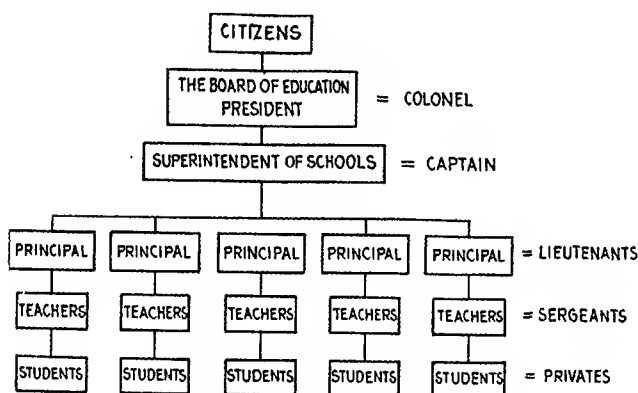 CITIZENS
THE BOARD OF EDUCATION
PRESIDENT
= COLONEL
SUPERINTENDENT OF SCHOOLS
= CAPTAIN
PRINCIPAL PRINCIPAL PRINCIPAL PRINCIPAL PRINCIPAL = LIEUTENANTS
TEACHERS TEACHERS TEACHERS TEACHERS TEACHERS = SERGEANTS
STUDENTS STUDENTS STUDENTS STUDENTS STUDENTS = PRIVATES